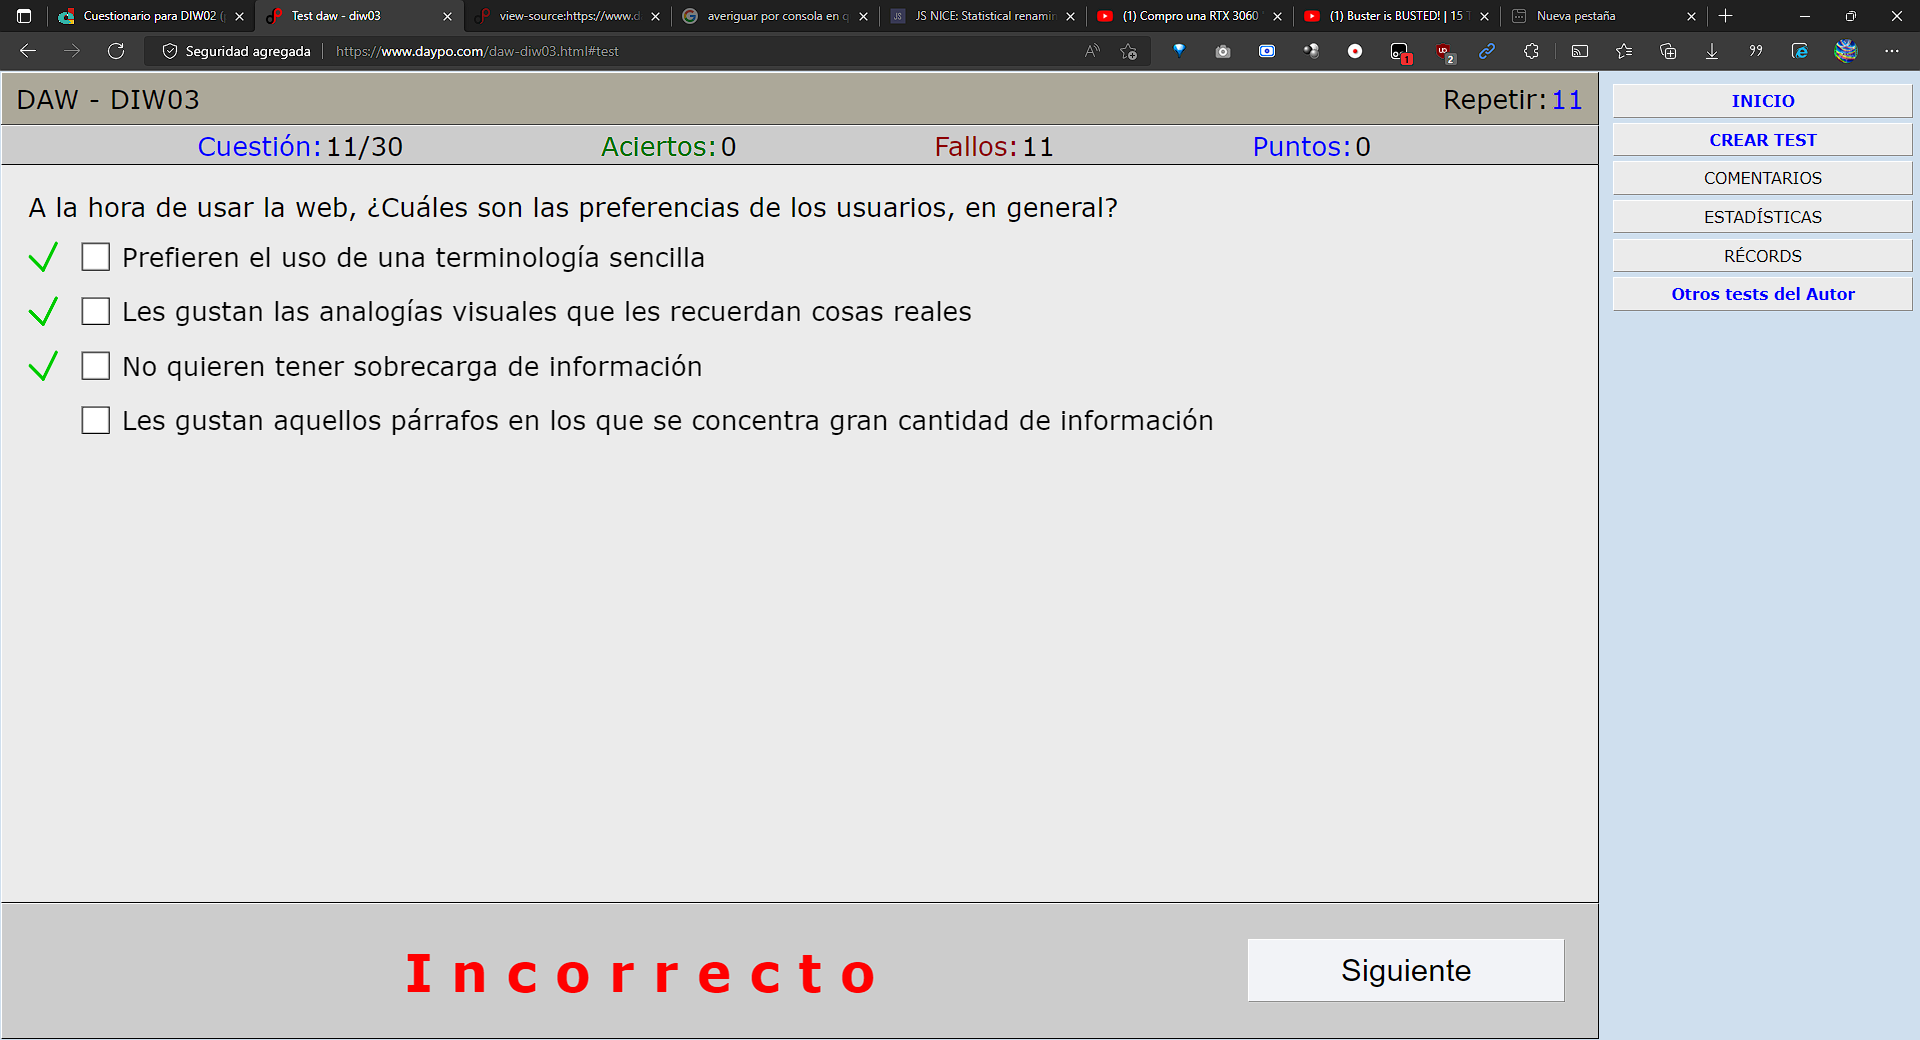 Cuestionario para DIW02
Test daw - diw03
view-source:https://www.d
averiguar por consola en q
JS NICE: Statistical renamin
(1) Compro una RTX 3060
(1) Buster is BUSTED! | 15
Nueva pestaña
Seguridad agregada
https://www.daypo.com/daw-diw03.html#test
1
2
DAW - DIW03
Repetir: 11
Cuestión: 11/30
Aciertos: 0
Fallos: 11
Puntos: 0
A la hora de usar la web, ¿Cuáles son las preferencias de los usuarios, en general?
Prefieren el uso de una terminología sencilla
Les gustan las analogías visuales que les recuerdan cosas reales
No quieren tener sobrecarga de información
Les gustan aquellos párrafos en los que se concentra gran cantidad de información
Incorrecto
Siguiente
INICIO
CREAR TEST
COMENTARIOS
ESTADÍSTICAS
RÉCORDS
Otros tests del Autor